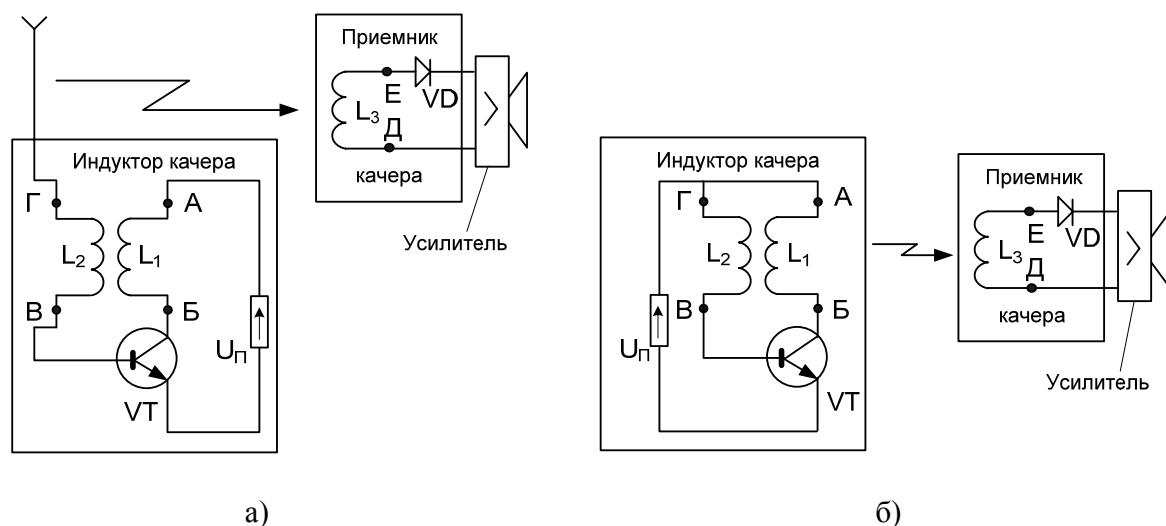 Приемник
Е
VD
L3
Д
качера
Усилитель
Индуктор качера
Г
А
L2
L1
В
Б
UП
VT
а)
Индуктор качера
Г
А
L2
L1
В
Б
UП
VT
Приемник
Е
VD
L3
Д
качера
Усилитель
б)